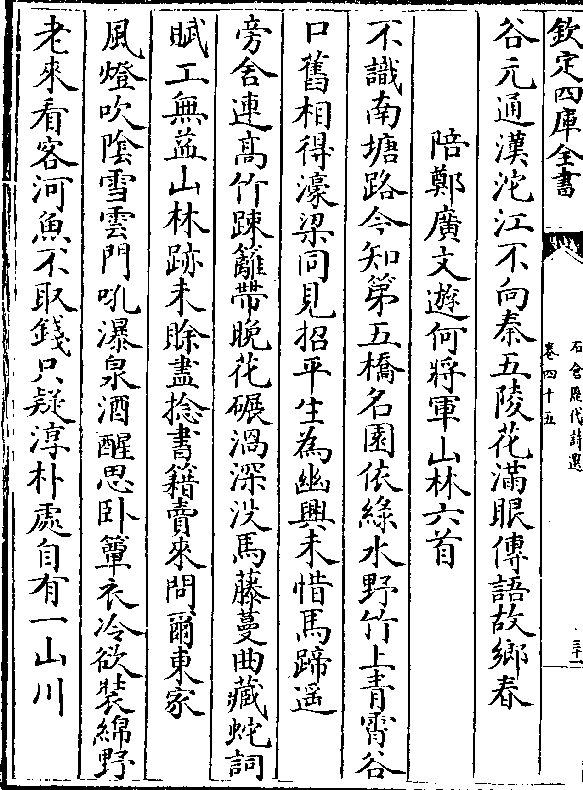 欽定四庫全書
石倉歷代詩選
卷四十五
三十一
谷元通漢沱江不向秦五陵花滿眼傳語故鄉春
陪鄭廣文遊何將軍山林六首
不識南塘路今知第五橋名園依綠水野竹上青霄谷
口舊相得濠梁同見招平生為幽興未惜馬蹄遥
旁舍連髙竹踈籬帶晚花碾渦深没馬藤蔓曲藏蛇詞
賦工無益山林跡未賖盡捻書籍賣來問爾東家
風燈吹隂雪雲門吼瀑泉酒醒思卧簟衣冷欲裝綿野
老來看客河魚不取錢只疑淳朴處自有一山川